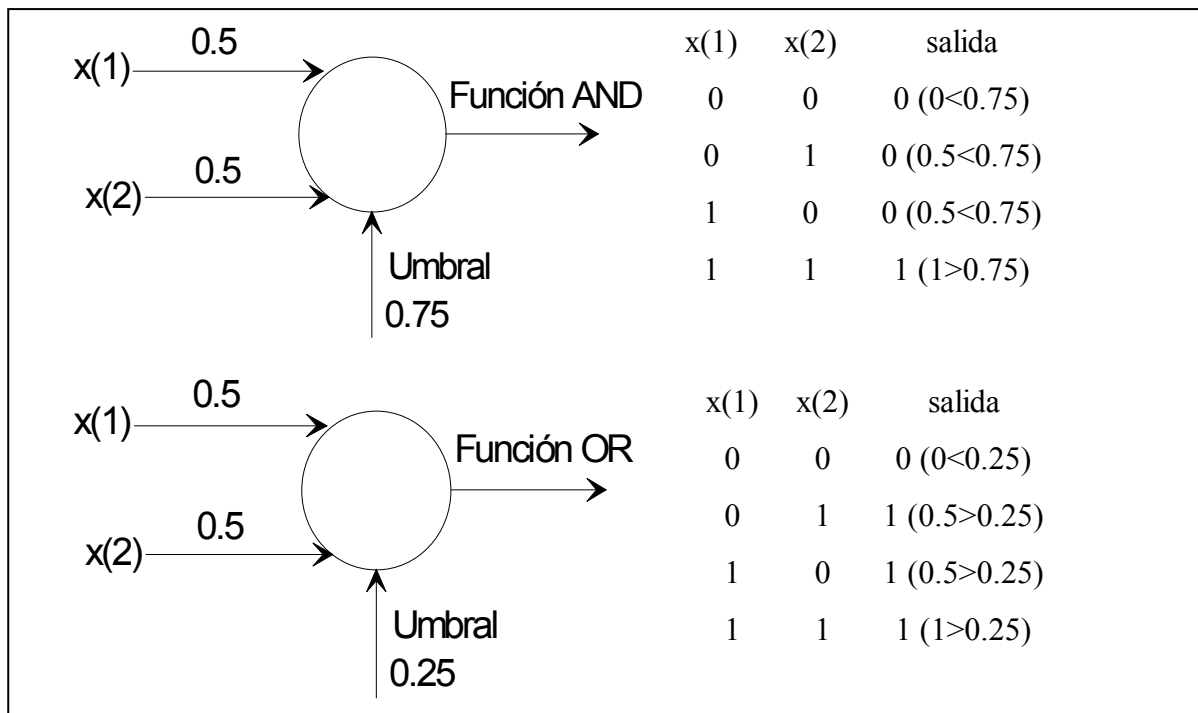 0.5
x(1)
Función AND
0.5
x(2)
Umbral
0.75
x(1) x(2) salida
0 0 0 (0<0.75)
0 1 0 (0.5<0.75)
1 0 0 (0.5<0.75)
1 1 1 (1>0.75)
0.5
x(1)
Función OR
0.5
x(2)
Umbral
0.25
x(1) x(2) salida
0 0 0 (0<0.25)
0 1 1 (0.5>0.25)
1 0 1 (0.5>0.25)
1 1 1 (1>0.25)